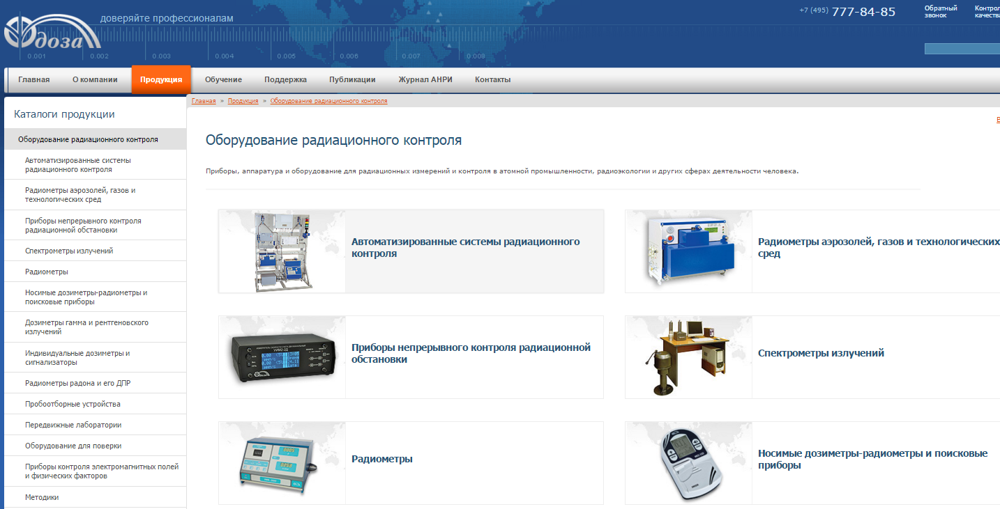 доза
доверяйте профессионалам
+7 (495) 777-84-85
Обратный
звонок
0.001 0.002 0.003 0.004 0.005 0.006 0.007 0.008
Главная О компании Продукция Обучение Поддержка Публикации Журнал АНРИ Контакты
Главная » Продукция » Оборудование радиационного контроля
Каталоги продукции
Оборудование радиационного контроля
Автоматизированные системы
радиационного контроля
Радиометры аэрозолей, газов и
технологических сред
Приборы непрерывного контроля
радиационной обстановки
Спектрометры излучений
Радиометры
Носимые дозиметры-радиометры и
поисковые приборы
Дозиметры гамма и рентгеновского
излучений
Индивидуальные дозиметры и
сигнализаторы
Радиометры радона и его ДПР
Пробоотборные устройства
Передвижные лаборатории
Оборудование для поверки
Приборы контроля электромагнитных полей
и физических факторов
Методики
Оборудование радиационного контроля
Приборы, аппаратура и оборудование для радиационных измерений и контроля в атомной промышленности, радиоэкологии и других сферах деятельности человека.
Автоматизированные системы радиационного
контроля
Радиометры аэрозолей, газов и технологических
сред
Приборы непрерывного контроля радиационной
обстановки
Спектрометры излучений
Радиометры
Носимые дозиметры-радиометры и поисковые
приборы